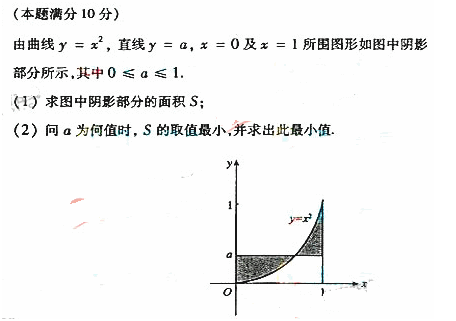 (本题满分10分)
由曲线 y = x², 直线 y = a, x = 0 及 x = 1 所围图形如图中阴影
部分所示,其中 0 ≤ a ≤ 1.
(1) 求图中阴影部分的面积 S;
(2) 问 a 为何值时, S 的取值最小,并求出此最小值.
y
1
y=x²
a
O
1
x